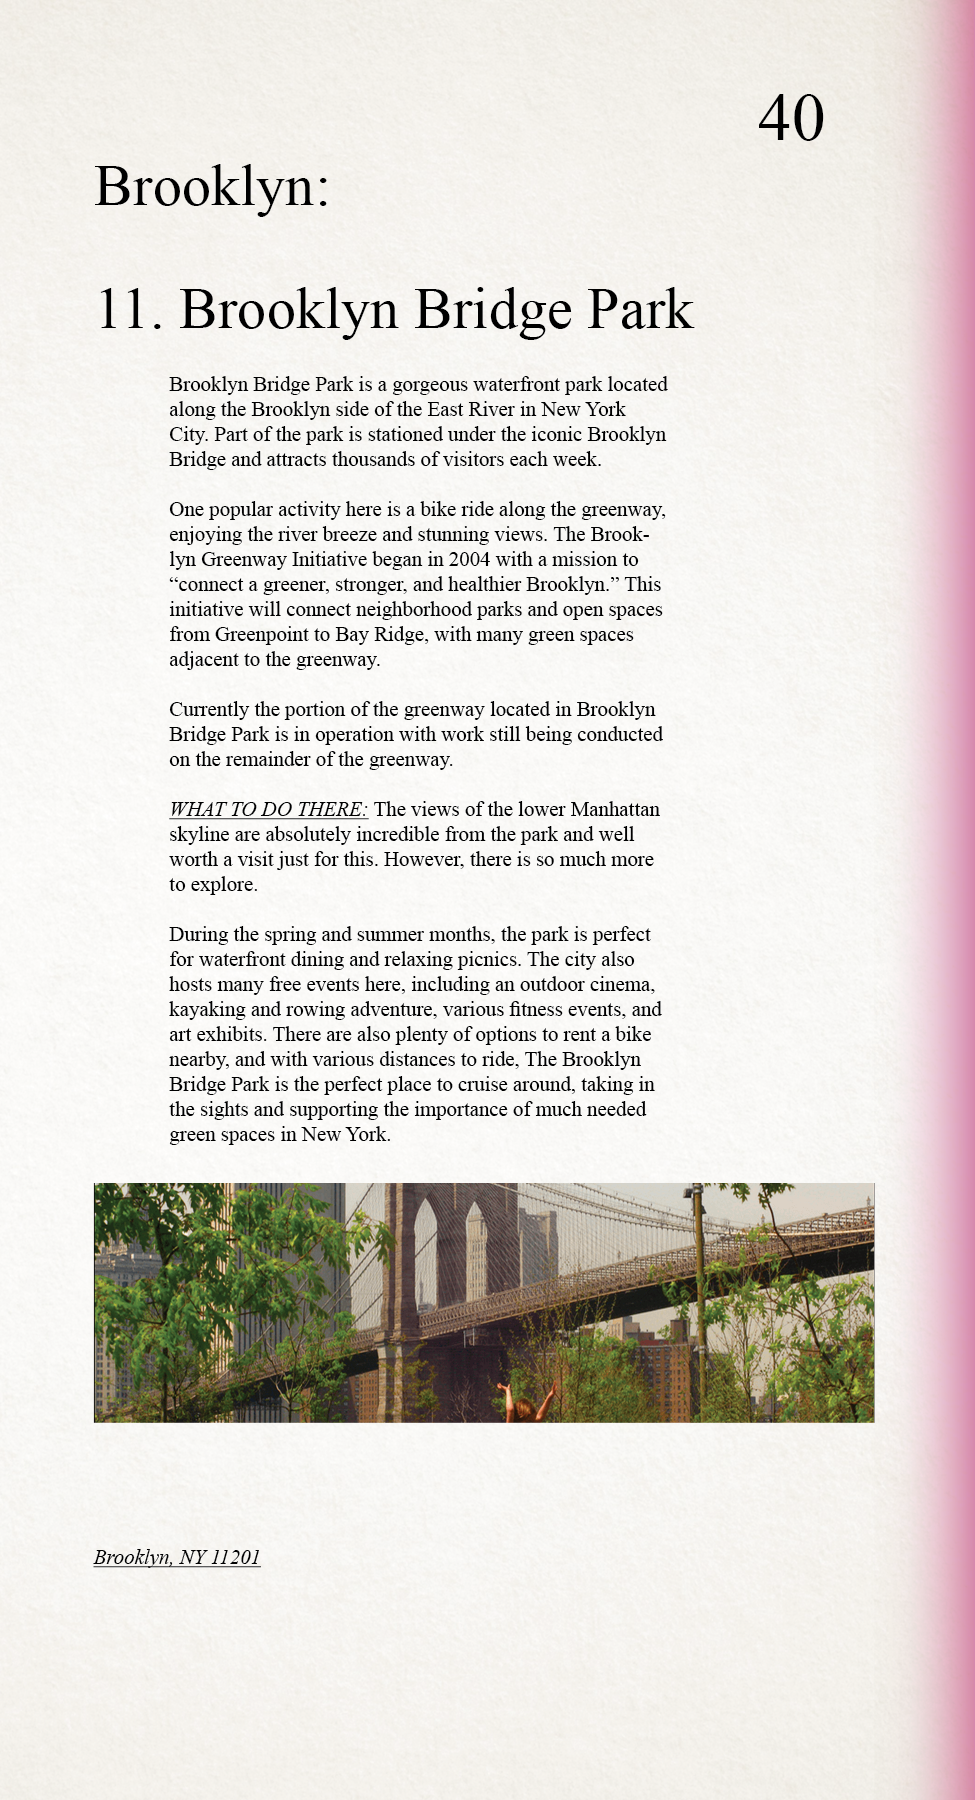 40
Brooklyn:
11. Brooklyn Bridge Park
Brooklyn Bridge Park is a gorgeous waterfront park located
along the Brooklyn side of the East River in New York
City. Part of the park is stationed under the iconic Brooklyn
Bridge and attracts thousands of visitors each week.
One popular activity here is a bike ride along the greenway,
enjoying the river breeze and stunning views. The Brook-
lyn Greenway Initiative began in 2004 with a mission to
“connect a greener, stronger, and healthier Brooklyn.” This
initiative will connect neighborhood parks and open spaces
from Greenpoint to Bay Ridge, with many green spaces
adjacent to the greenway.
Currently the portion of the greenway located in Brooklyn
Bridge Park is in operation with work still being conducted
on the remainder of the greenway.
WHAT TO DO THERE: The views of the lower Manhattan
skyline are absolutely incredible from the park and well
worth a visit just for this. However, there is so much more
to explore.
During the spring and summer months, the park is perfect
for waterfront dining and relaxing picnics. The city also
hosts many free events here, including an outdoor cinema,
kayaking and rowing adventure, various fitness events, and
art exhibits. There are also plenty of options to rent a bike
nearby, and with various distances to ride, The Brooklyn
Bridge Park is the perfect place to cruise around, taking in
the sights and supporting the importance of much needed
green spaces in New York.
Brooklyn, NY 11201